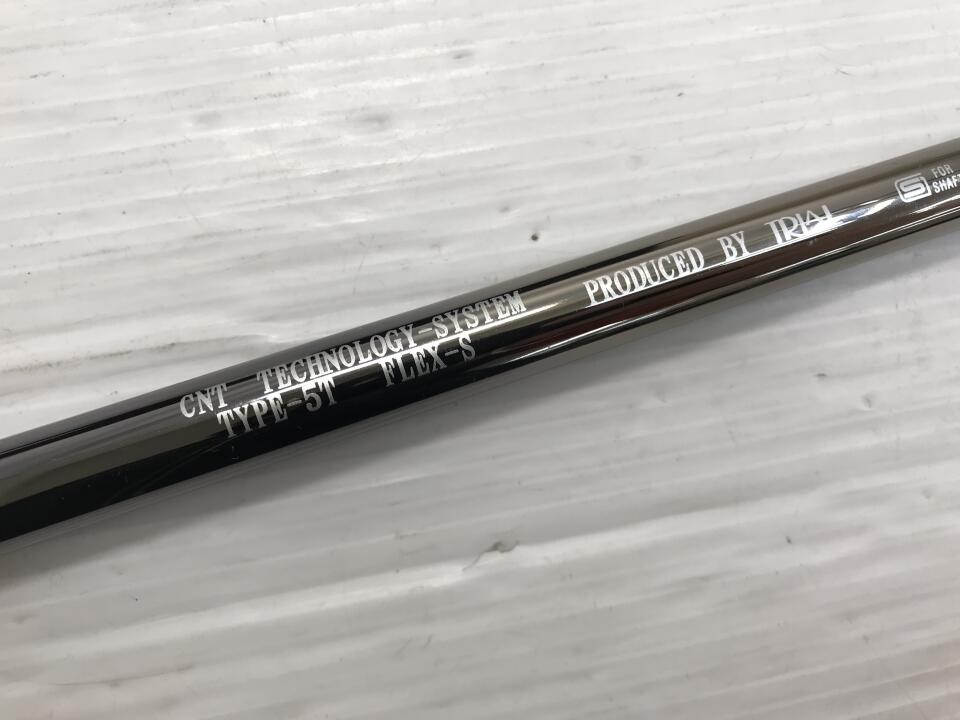 CNT TECHNOLOGY-SYSTEM PRODUCED BY TRIAL
TYPE-5T FLEX-S
S FOR
SHAFT